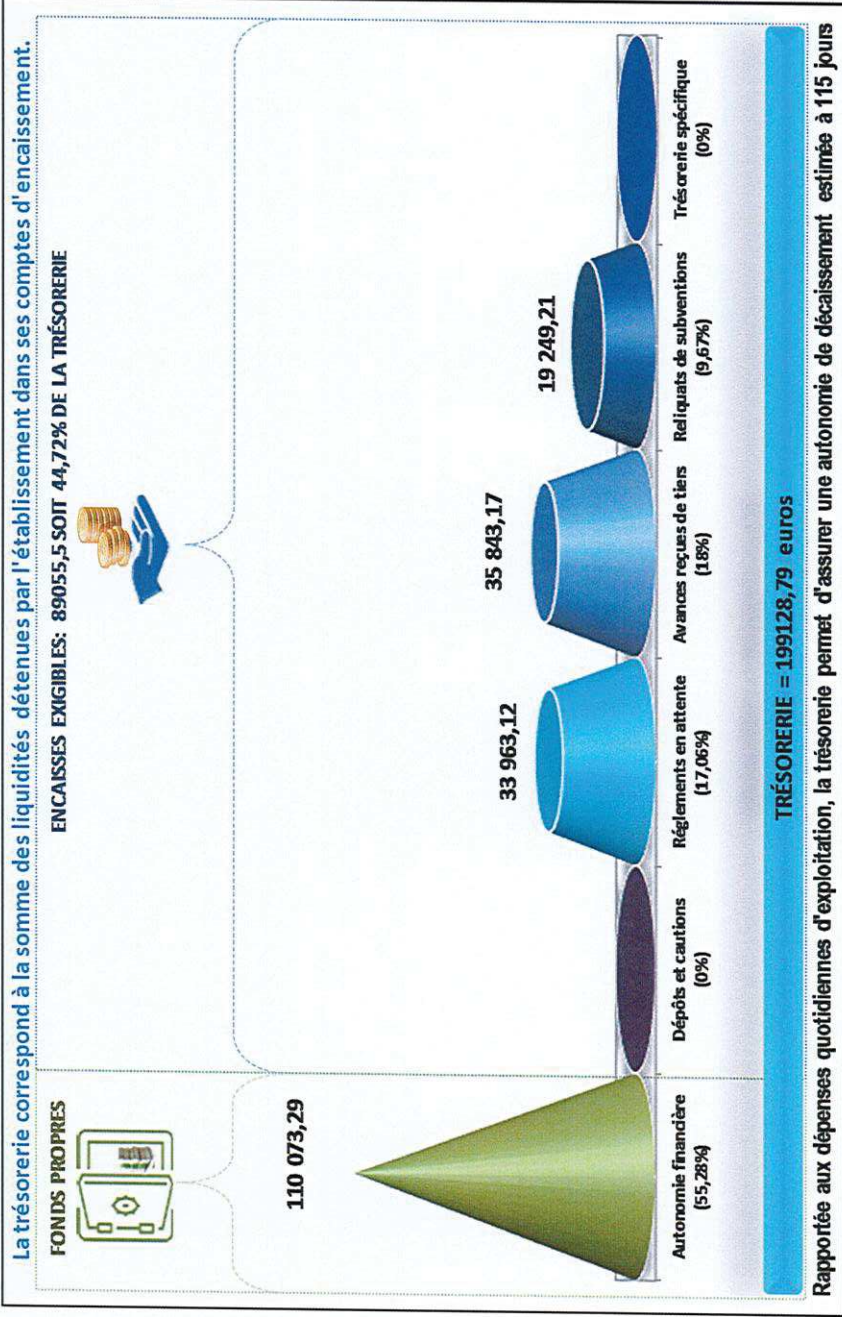 La trésorerie correspond à la somme des liquidités détenues par l'établissement dans ses comptes d'encaissement.
FONDS PROPRES
ENCAISSES EXIGIBLES: 89055,5 SOIT 44,72% DE LA TRÉSORERIE
110 073,29
33 963,12
35 843,17
19 249,21
Autonomie financière
(55,28%)
Dépôts et cautions
(0%)
Réglements en attente
(17,06%)
Avances reçues de tiers
(18%)
Reliquats de subventions
(9,67%)
Trésorerie spécifique
(0%)
TRÉSORERIE = 199128,79 euros
Rapportée aux dépenses quotidiennes d'exploitation, la trésorerie permet d'assurer une autonomie de décaissement estimée à 115 jours